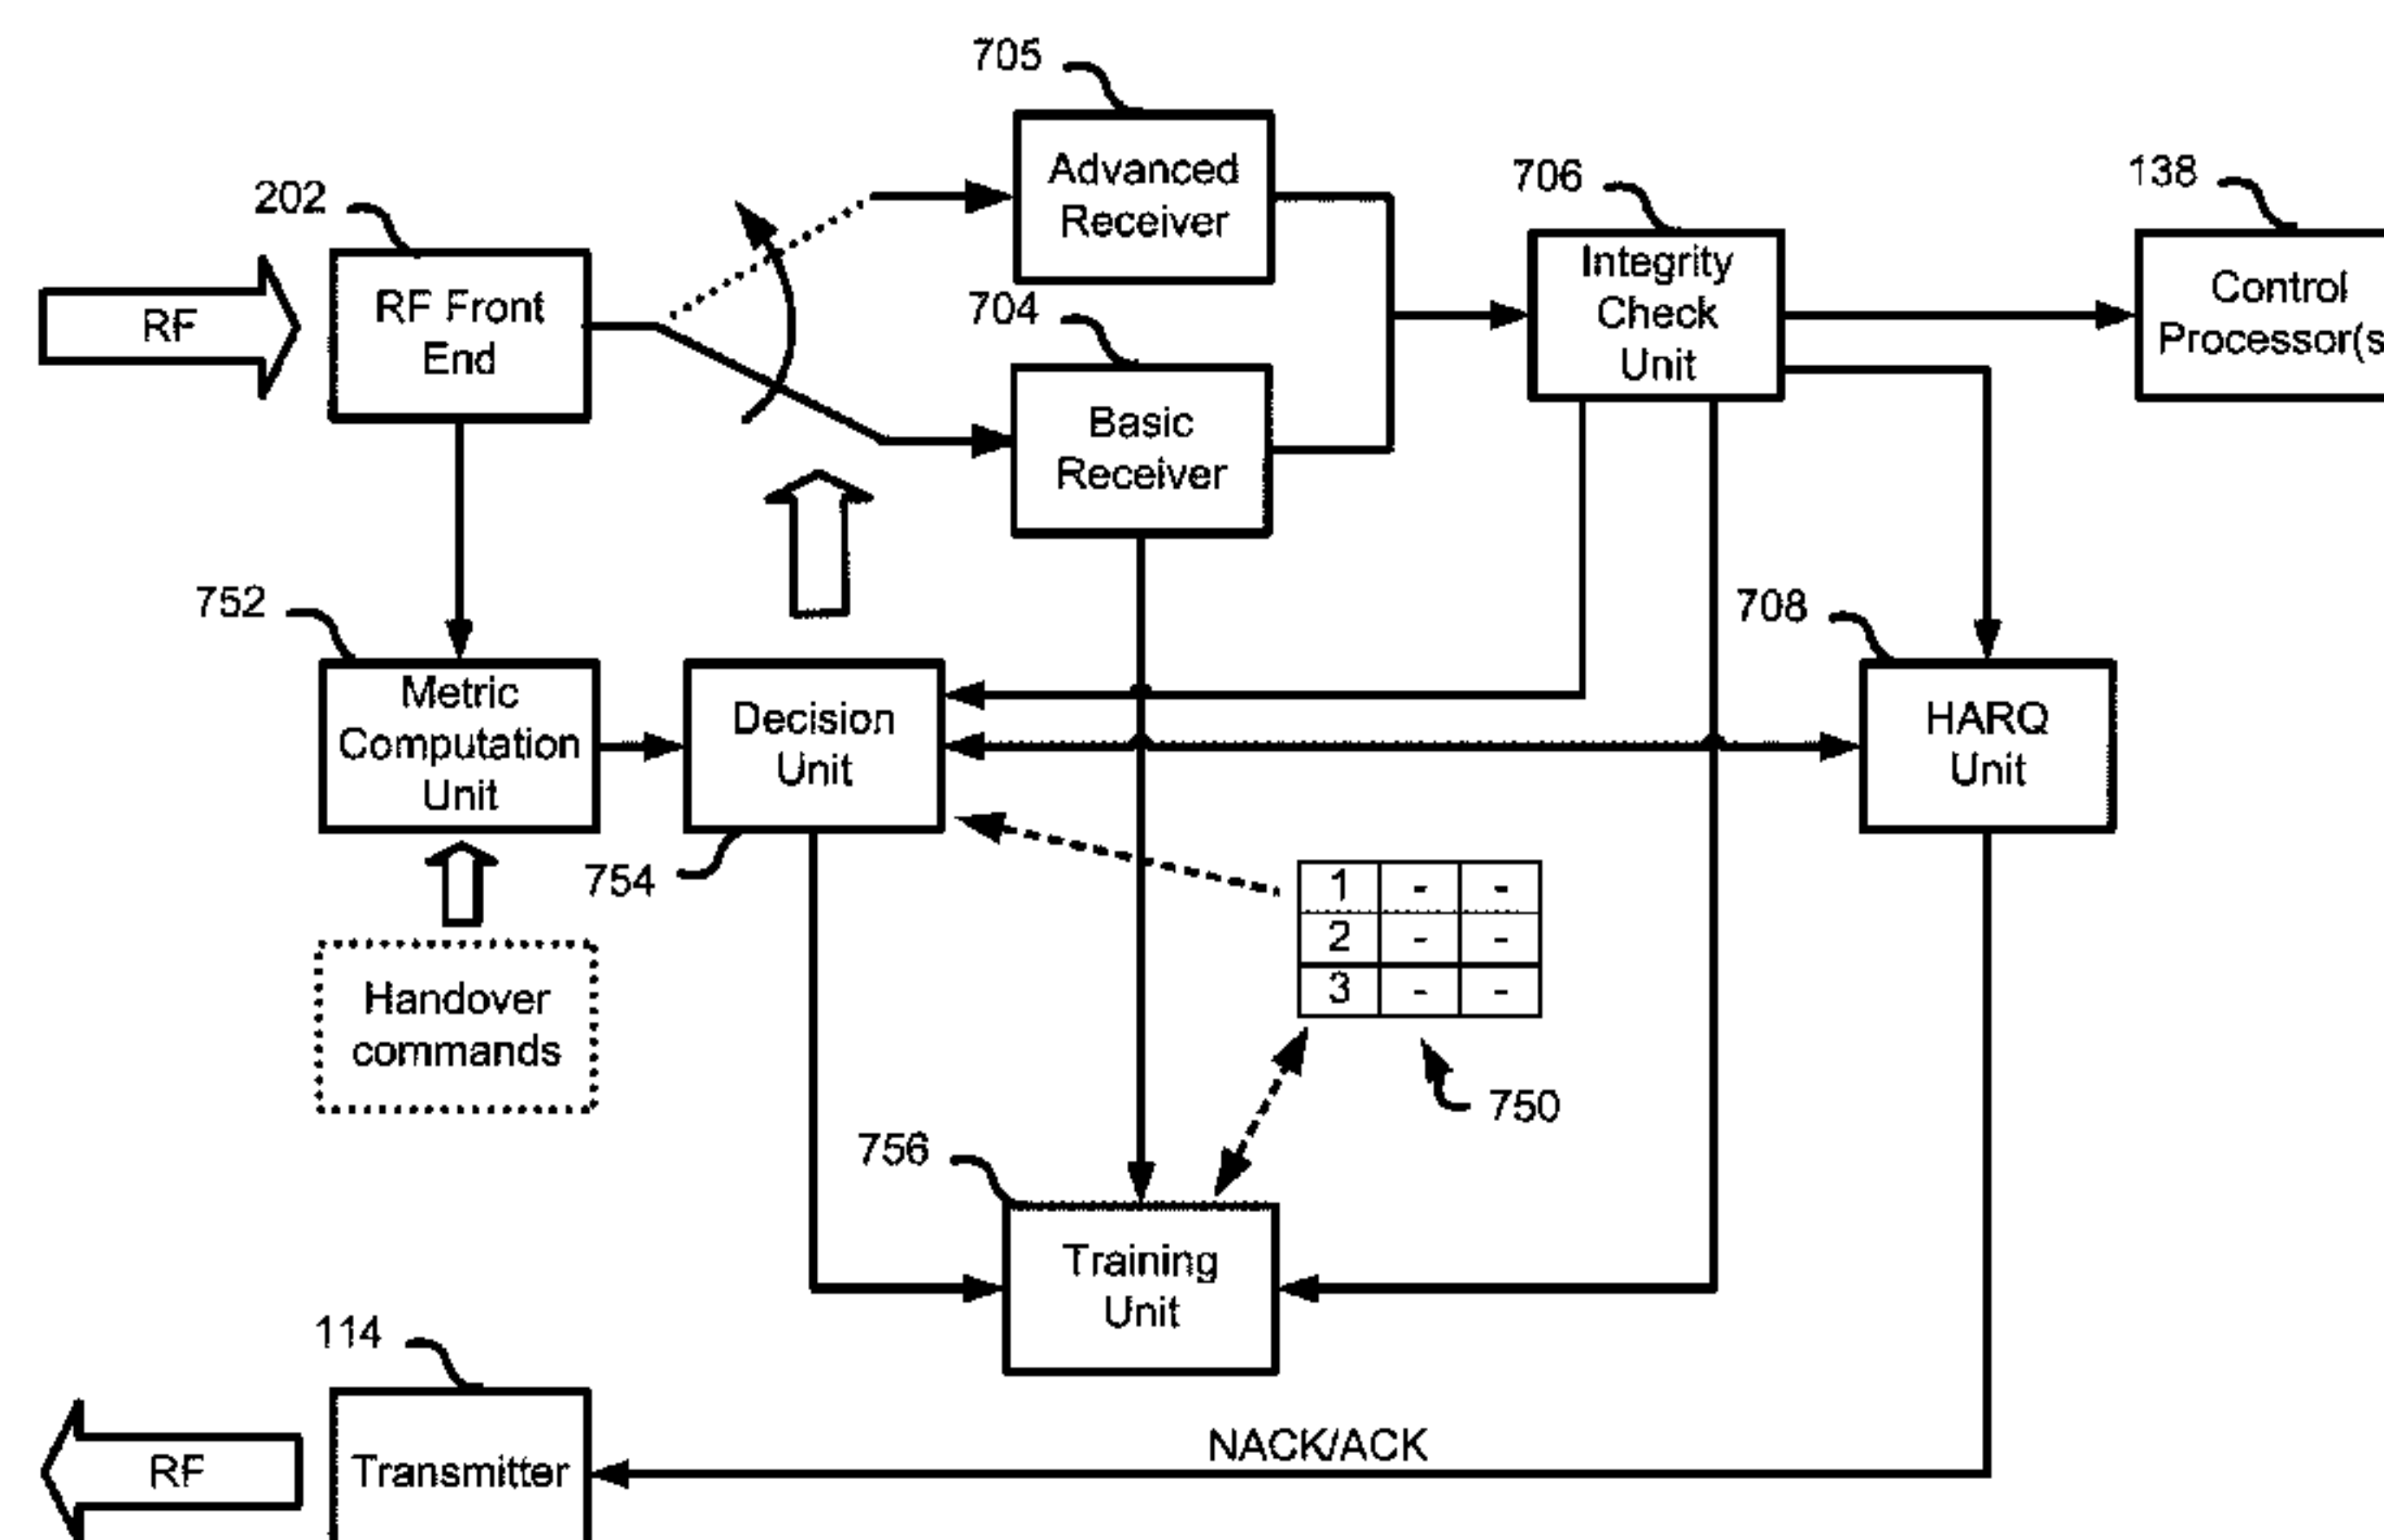 705
Advanced
Receiver
202
RF
RF Front
End
706
Integrity
Check
Unit
138
Control
Processor(s
704
Basic
Receiver
752
Metric
Computation
Unit
Decision
Unit
754
708
HARQ
Unit
Handover
commands
1 - -
2 - -
3 - -
750
756
Training
Unit
114
RF
Transmitter
NACK/ACK